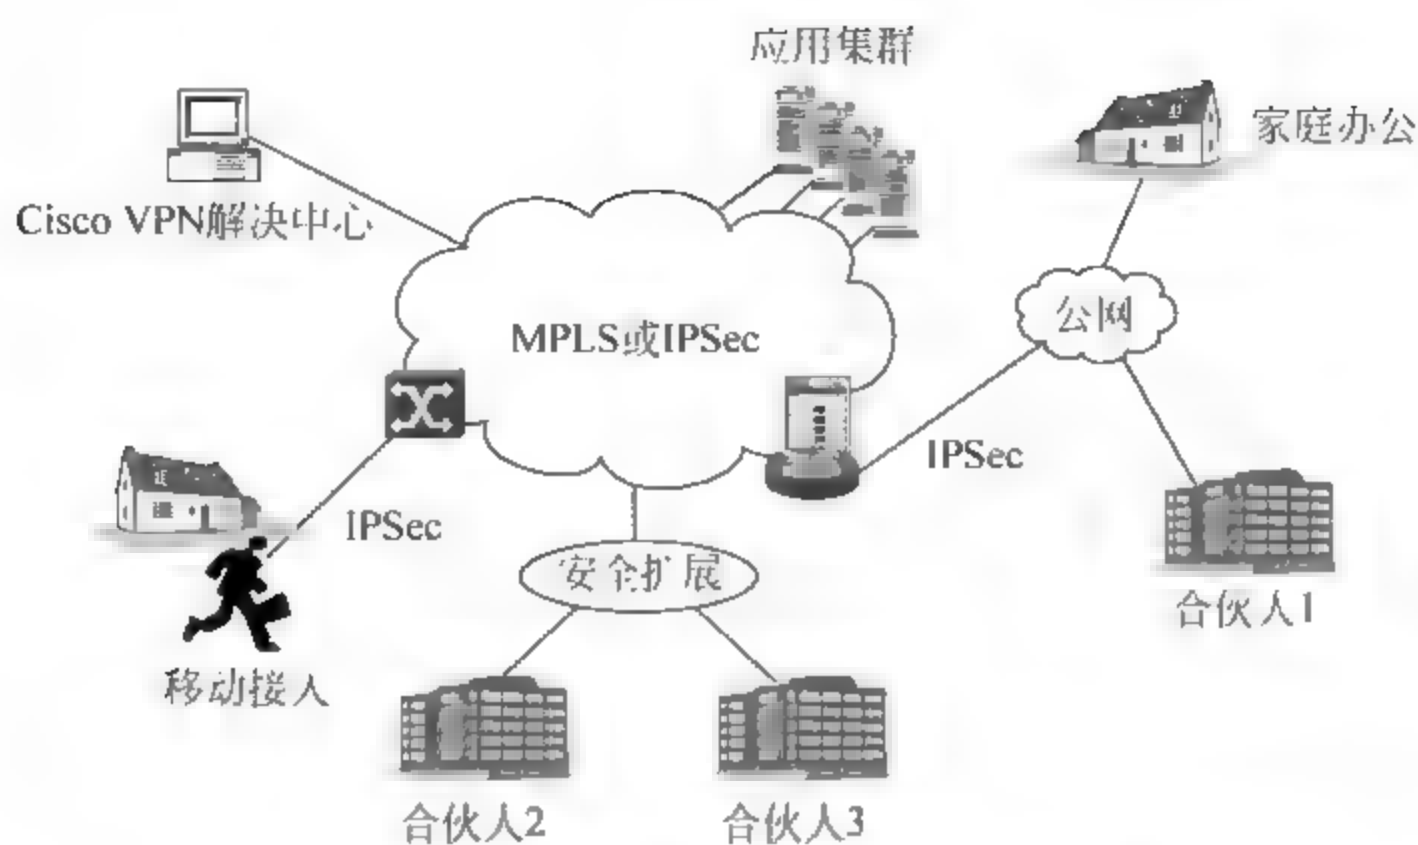 应用集群
家庭办公
Cisco VPN解决中心
公网
MPLS或IPSec
IPSec
IPSec
安全扩展
合伙人1
移动接入
合伙人2
合伙人3